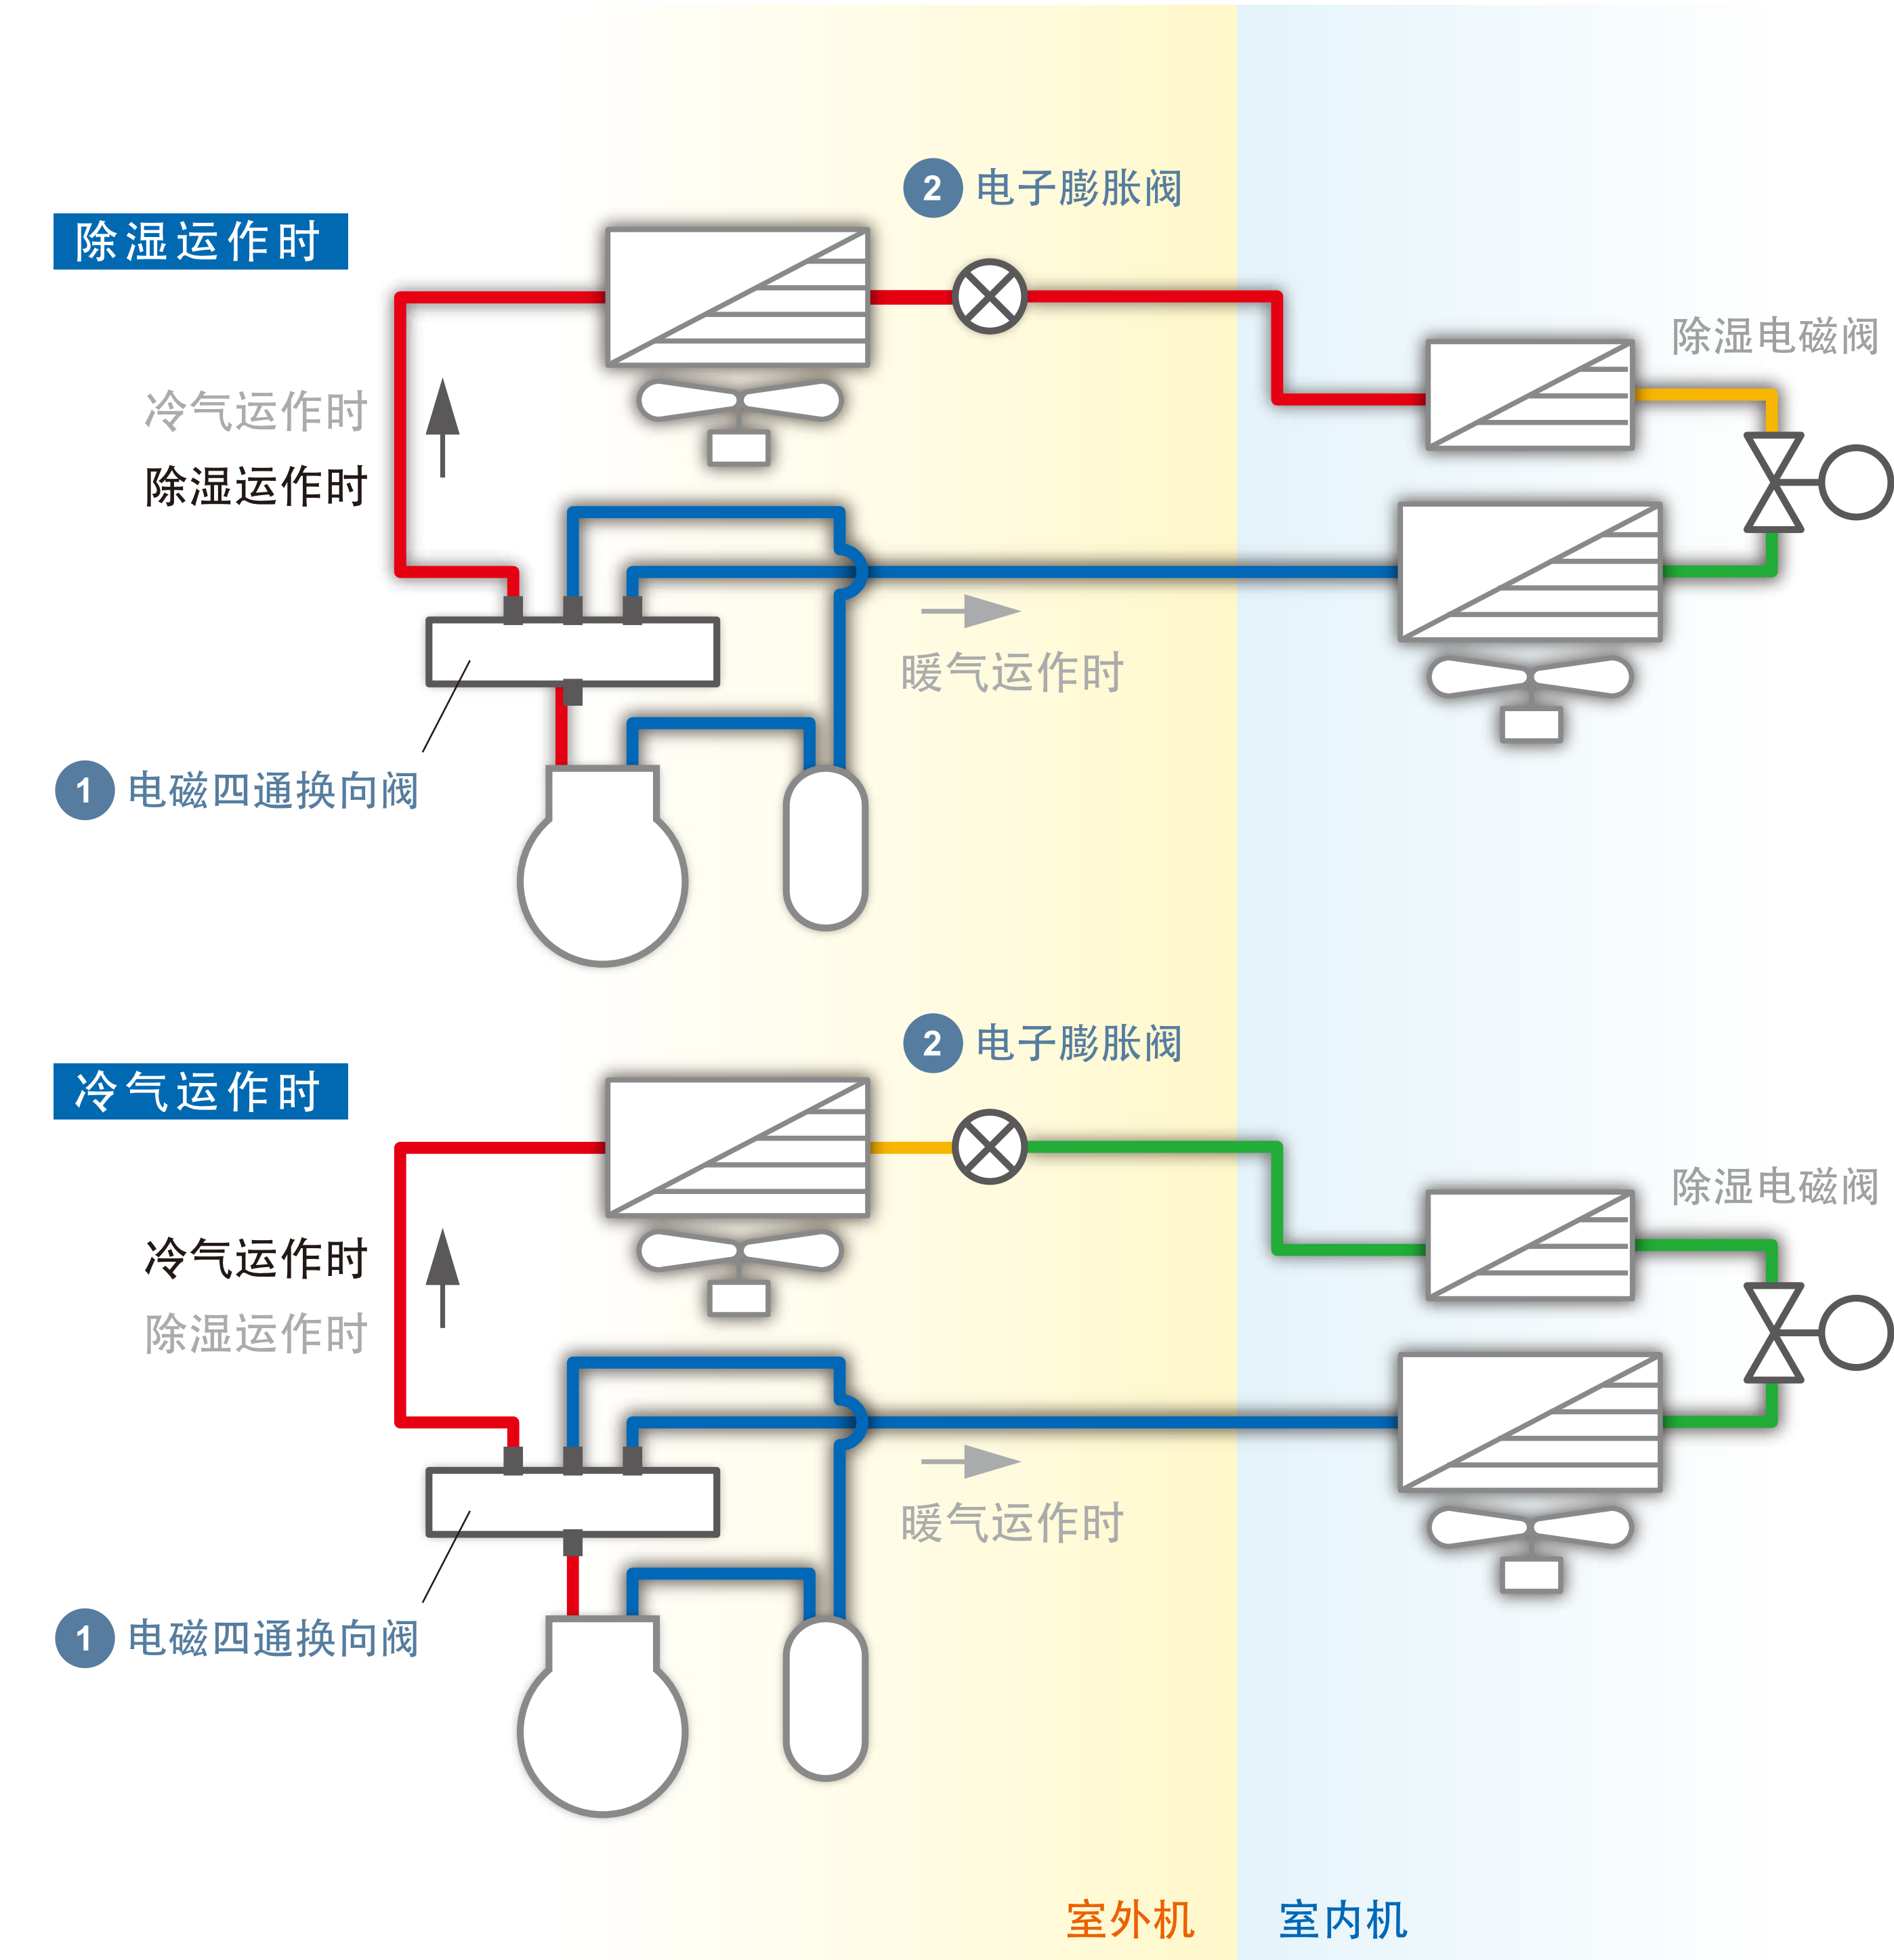 2 电子膨胀阀
除湿运作时
除湿电磁阀
冷气运作时
除湿运作时
暖气运作时
1 电磁四通换向阀
2 电子膨胀阀
冷气运作时
除湿电磁阀
冷气运作时
除湿运作时
暖气运作时
1 电磁四通换向阀
室外机
室内机